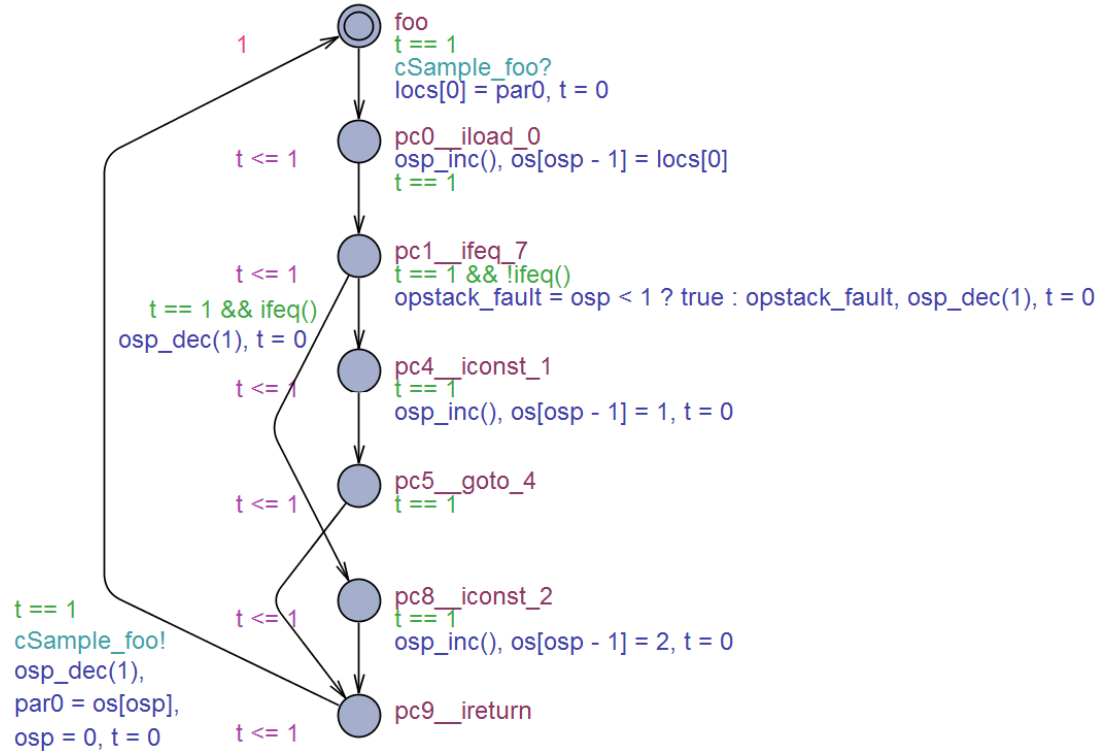 foo
1
t == 1
cSample_foo?
locs[0] = par0, t = 0
pc0__iload_0
t <= 1
osp_inc(), os[osp - 1] = locs[0]
t == 1
pc1__ifeq_7
t <= 1
t == 1 && !ifeq()
opstack_fault = osp < 1 ? true : opstack_fault, osp_dec(1), t = 0
t == 1 && ifeq()
osp_dec(1), t = 0
pc4__iconst_1
t <= 1
t == 1
osp_inc(), os[osp - 1] = 1, t = 0
pc5__goto_4
t <= 1
t == 1
pc8__iconst_2
t <= 1
t == 1
osp_inc(), os[osp - 1] = 2, t = 0
t == 1
cSample_foo!
osp_dec(1),
par0 = os[osp],
osp = 0, t = 0
pc9__ireturn
t <= 1